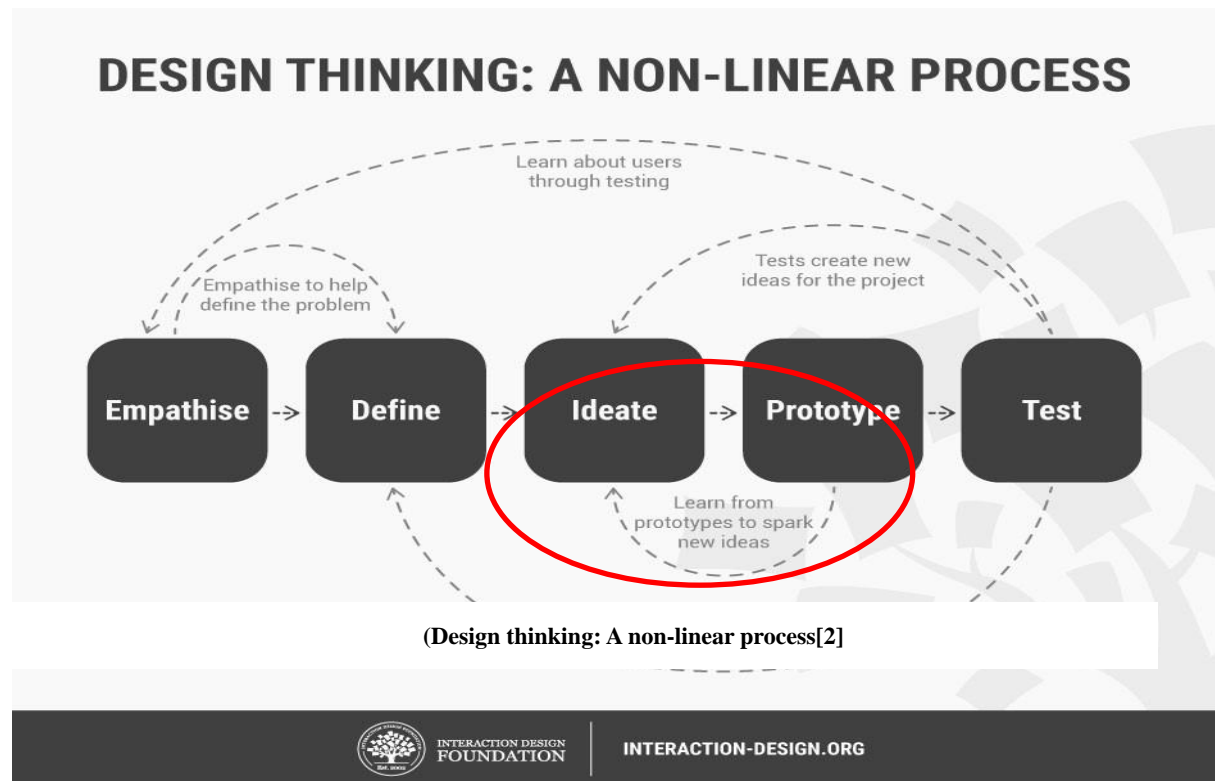 DESIGN THINKING: A NON-LINEAR PROCESS
Learn about users
through testing
Tests create new
ideas for the project
Empathise to help
define the problem
Empathise
Define
Ideate
Prototype
Test
Learn from
prototypes to spark
new ideas
(Design thinking: A non-linear process[2]
INTERACTION DESIGN
FOUNDATION
INTERACTION-DESIGN.ORG